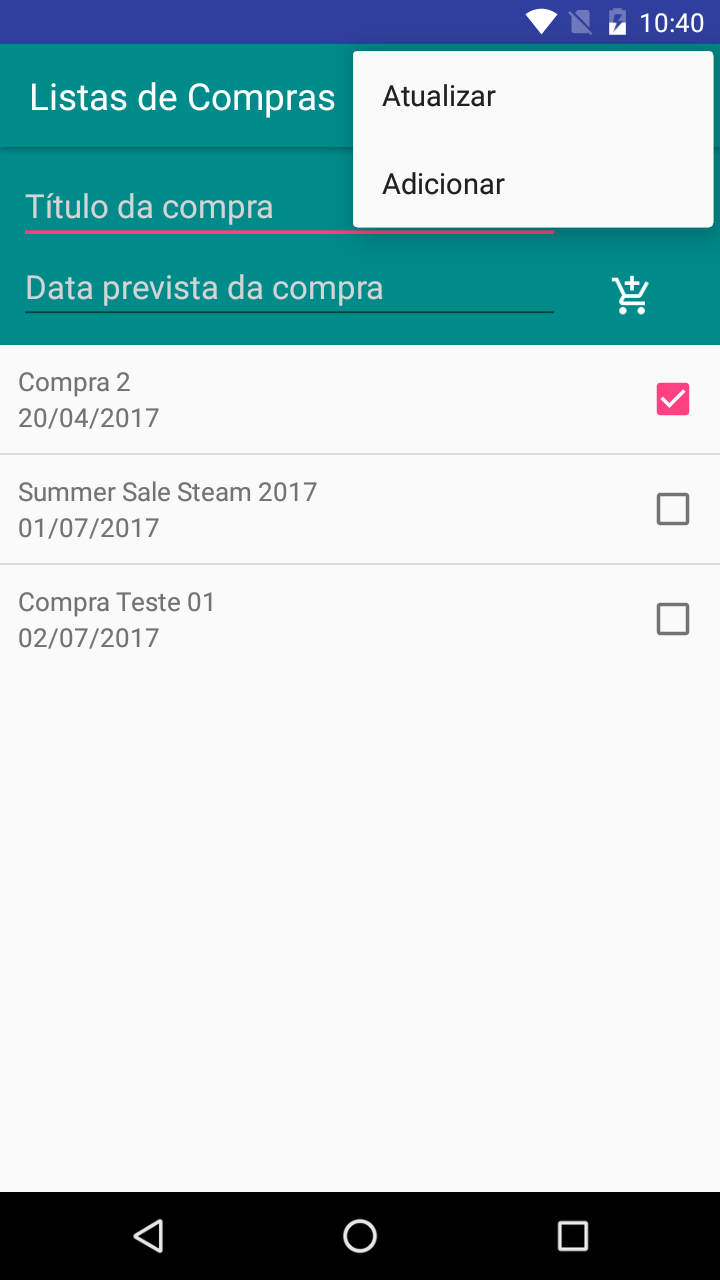 10:40
Listas de Compras
Atualizar
Adicionar
Título da compra
Data prevista da compra
Compra 2
20/04/2017
Summer Sale Steam 2017
01/07/2017
Compra Teste 01
02/07/2017